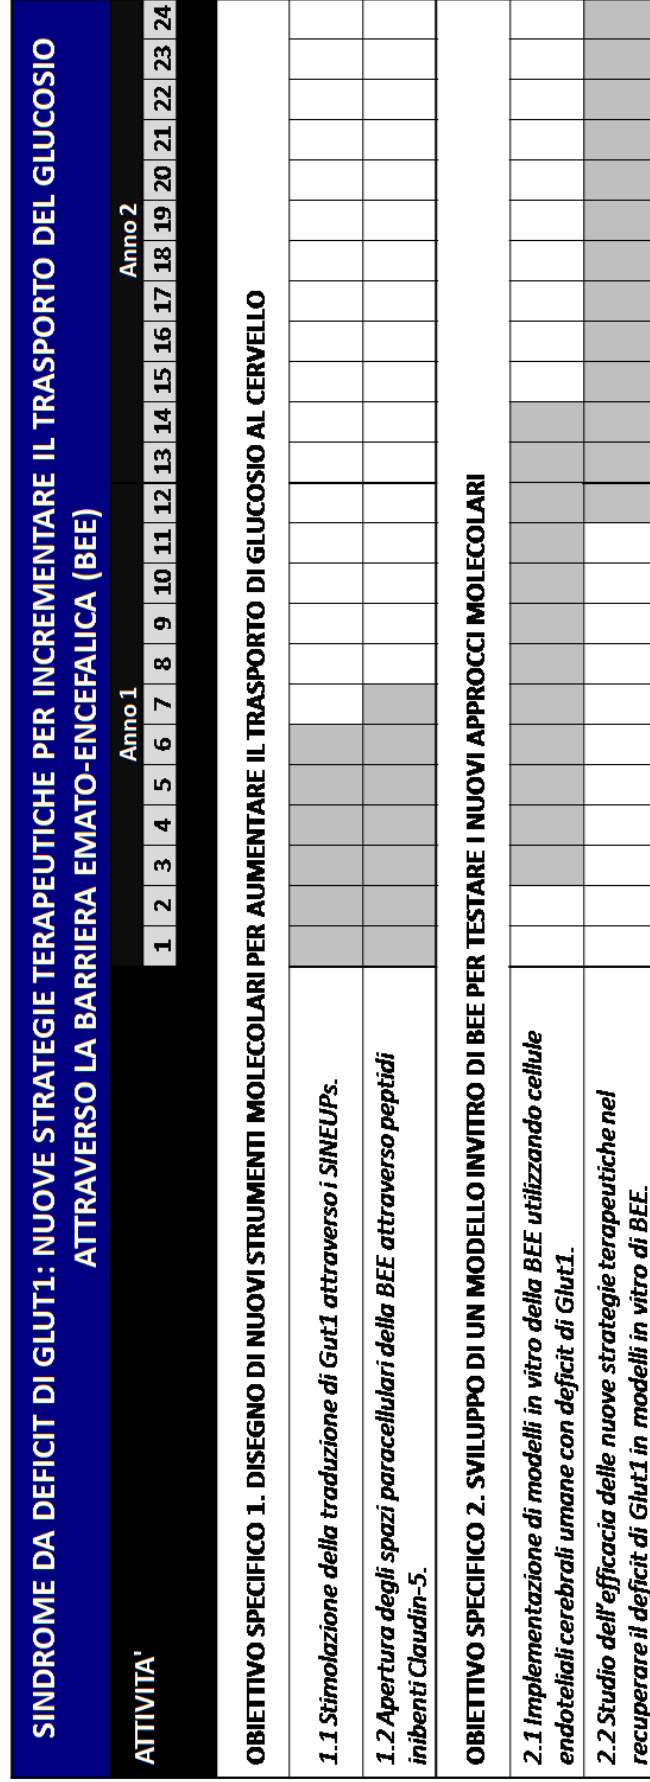 SINDROME DA DEFICIT DI GLUT1: NUOVE STRATEGIE TERAPEUTICHE PER INCREMENTARE IL TRASPORTO DEL GLUCOSIO
ATTRAVERSO LA BARRIERA EMATO-ENCEFALICA (BEE)
Anno 1 Anno 2
ATTIVITA' 1 2 3 4 5 6 7 8 9 10 11 12 13 14 15 16 17 18 19 20 21 22 23 24
OBIETTIVO SPECIFICO 1. DISEGNO DI NUOVI STRUMENTI MOLECOLARI PER AUMENTARE IL TRASPORTO DI GLUCOSIO AL CERVELLO
1.1 Stimolazione della traduzione di Gut1 attraverso i SINEUPs.
1.2 Apertura degli spazi paracellulari della BEE attraverso peptidi
inibenti Claudin-5.
OBIETTIVO SPECIFICO 2. SVILUPPO DI UN MODELLO INVITRO DI BEE PER TESTARE I NUOVI APPROCCI MOLECOLARI
2.1 Implementazione di modelli in vitro della BEE utilizzando cellule
endoteliali cerebrali umane con deficit di Glut1.
2.2 Studio dell'efficacia delle nuove strategie terapeutiche nel
recuperare il deficit di Glut1 in modelli in vitro di BEE.